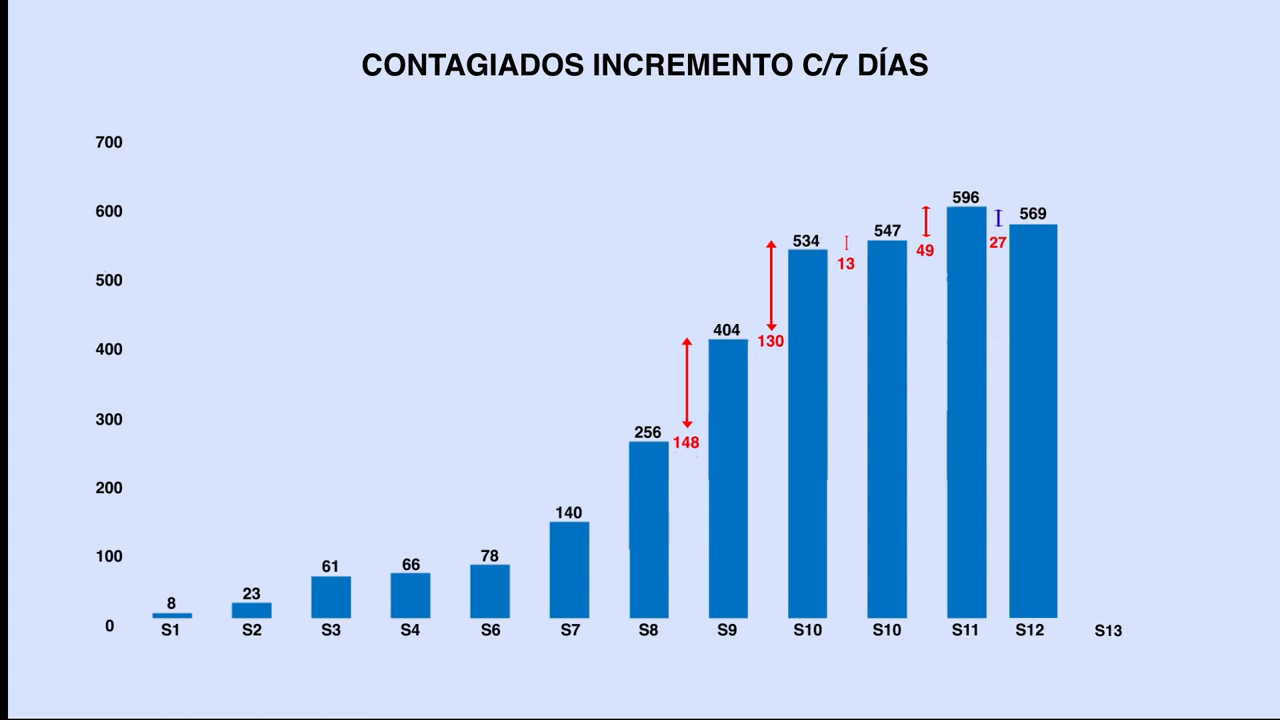 CONTAGIADOS INCREMENTO C/7 DÍAS
700
600
500
400
300
200
100
0
8
23
61
66
78
140
256
148
404
130
534
13
547
49
596
27
569
S1
S2
S3
S4
S6
S7
S8
S9
S10
S10
S11
S12
S13